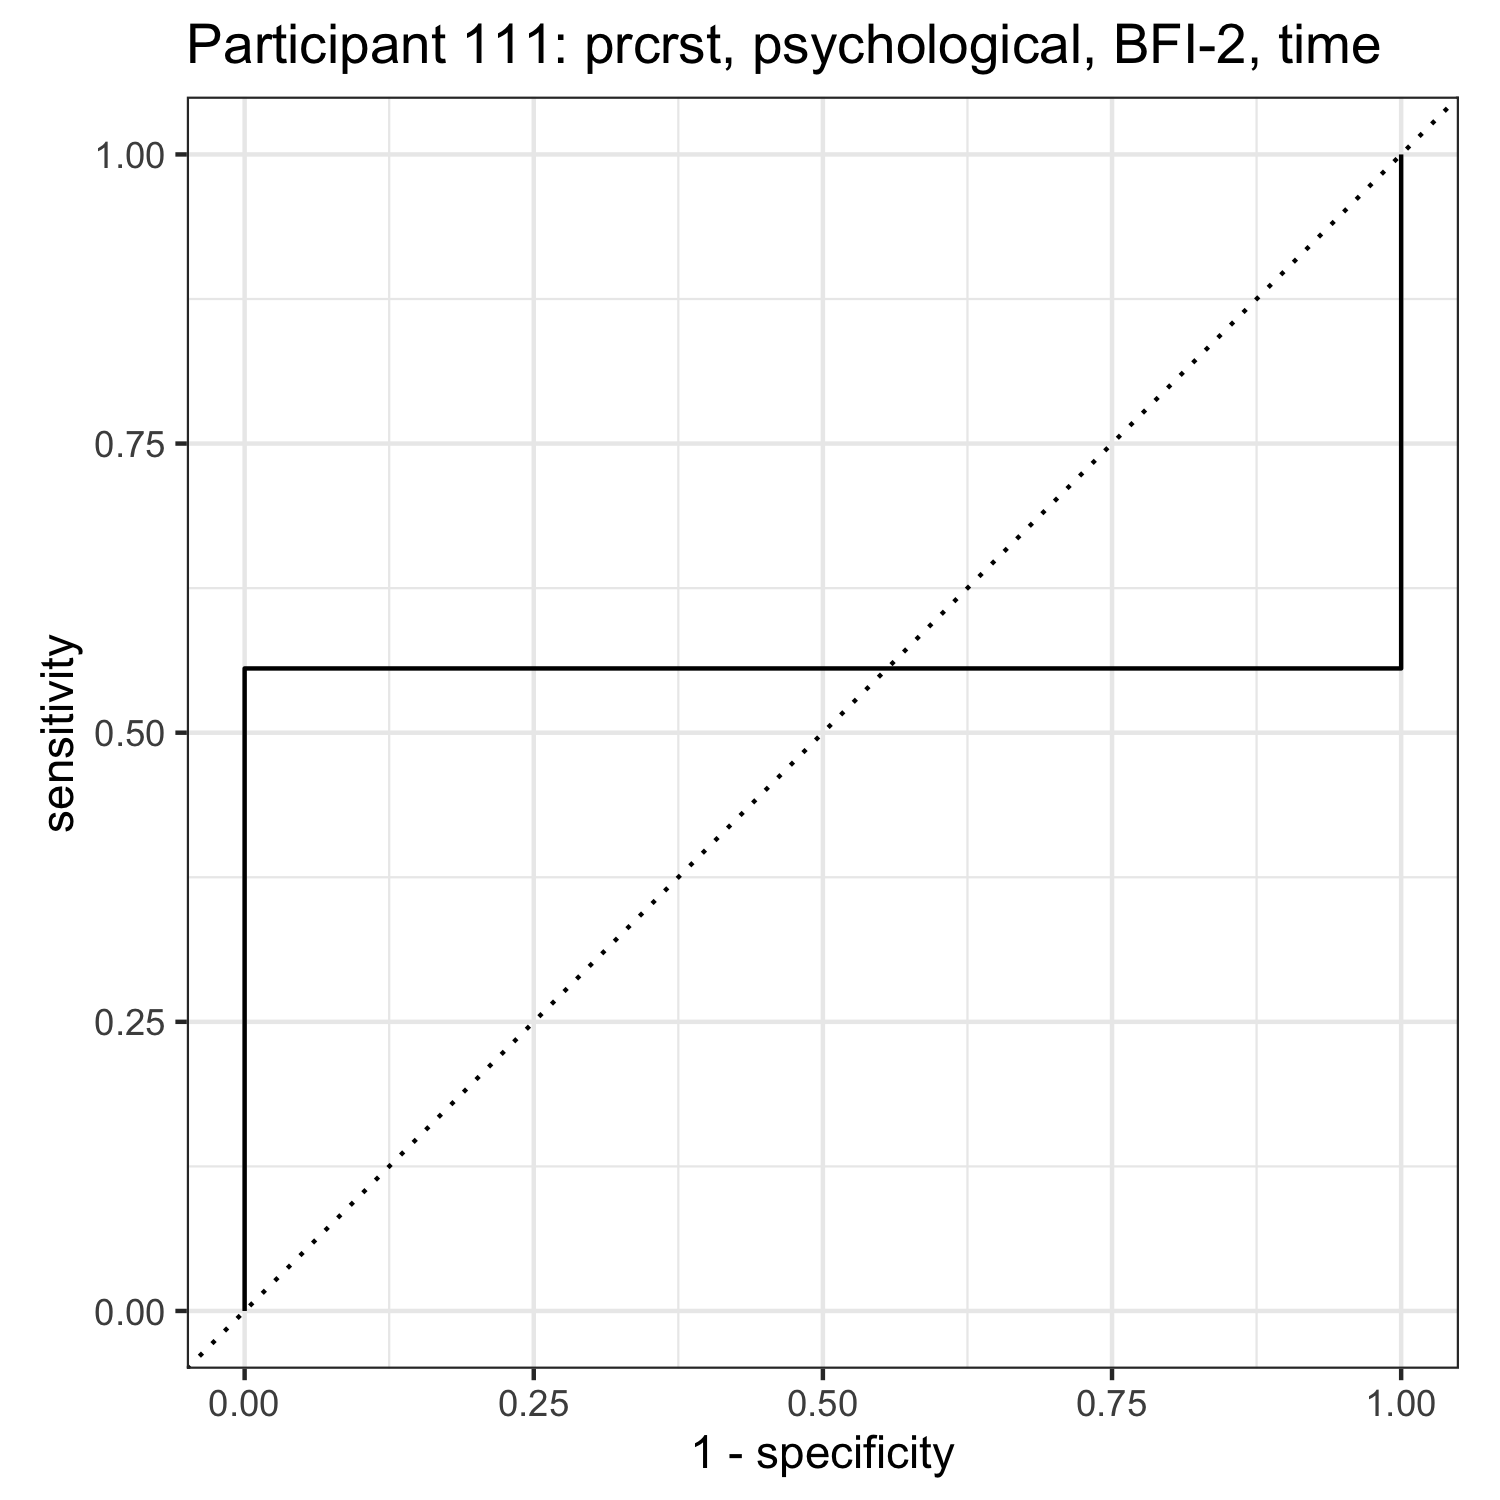 Participant 111: prcrst, psychological, BFI-2, time
1.00
0.75
0.50
0.25
0.00
sensitivity
0.00 0.25 0.50 0.75 1.00
1 - specificity